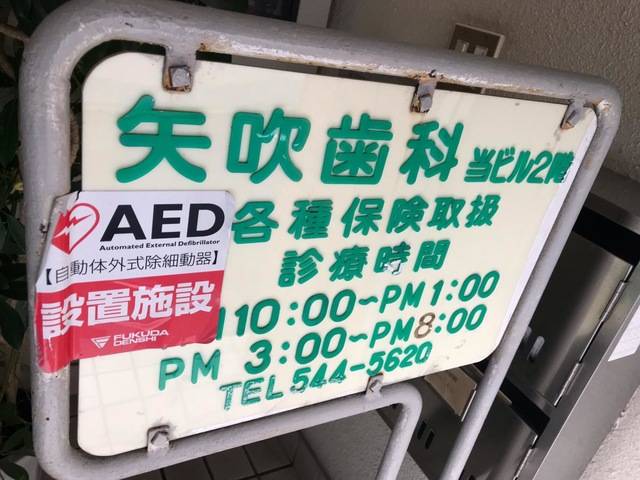 矢吹歯科 当ビル2階
各種保険取扱
診療時間
10:00～PM1:00
PM 3:00～PM8:00
TEL 544-5620
AED
Automated External Defibrillator
【自動体外式除細動器】
設置施設
FUKUDA
DENSHI